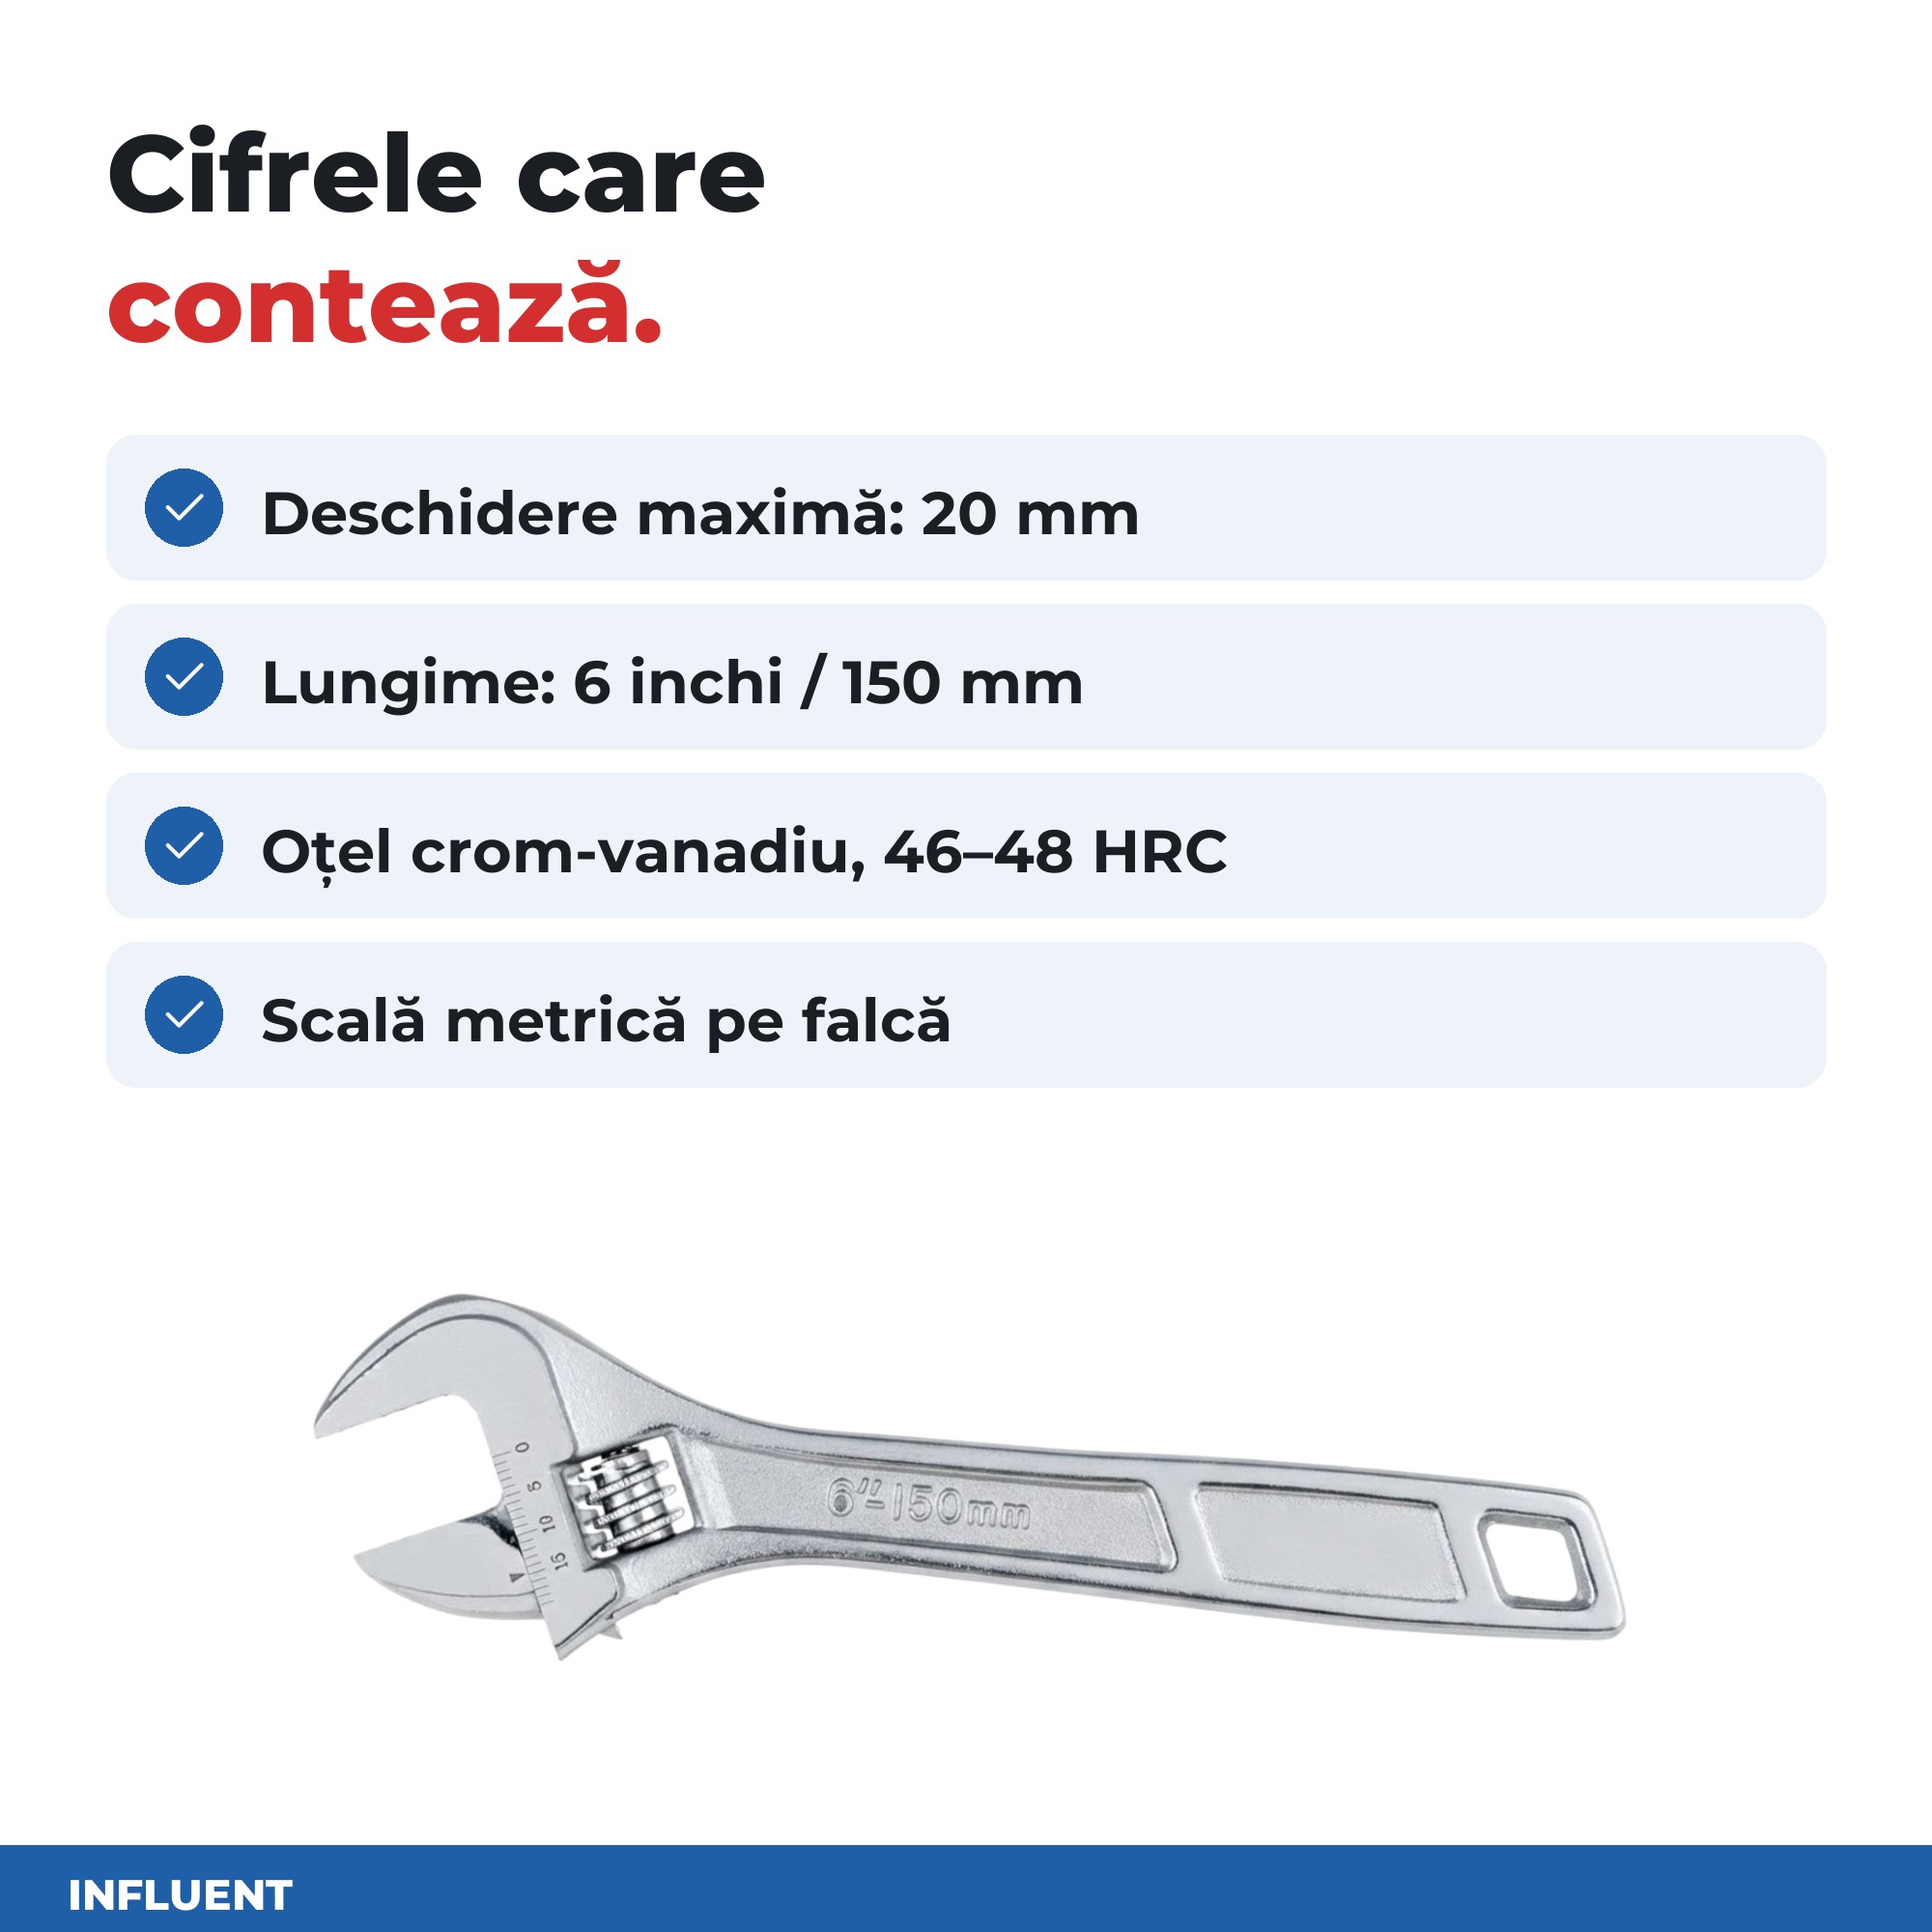 Cifrele care
contează.
Deschidere maximă: 20 mm
Lungime: 6 inchi / 150 mm
Oțel crom-vanadiu, 46–48 HRC
Scală metrică pe falcă
0
5
10
16
6"-150mm
INFLUENT